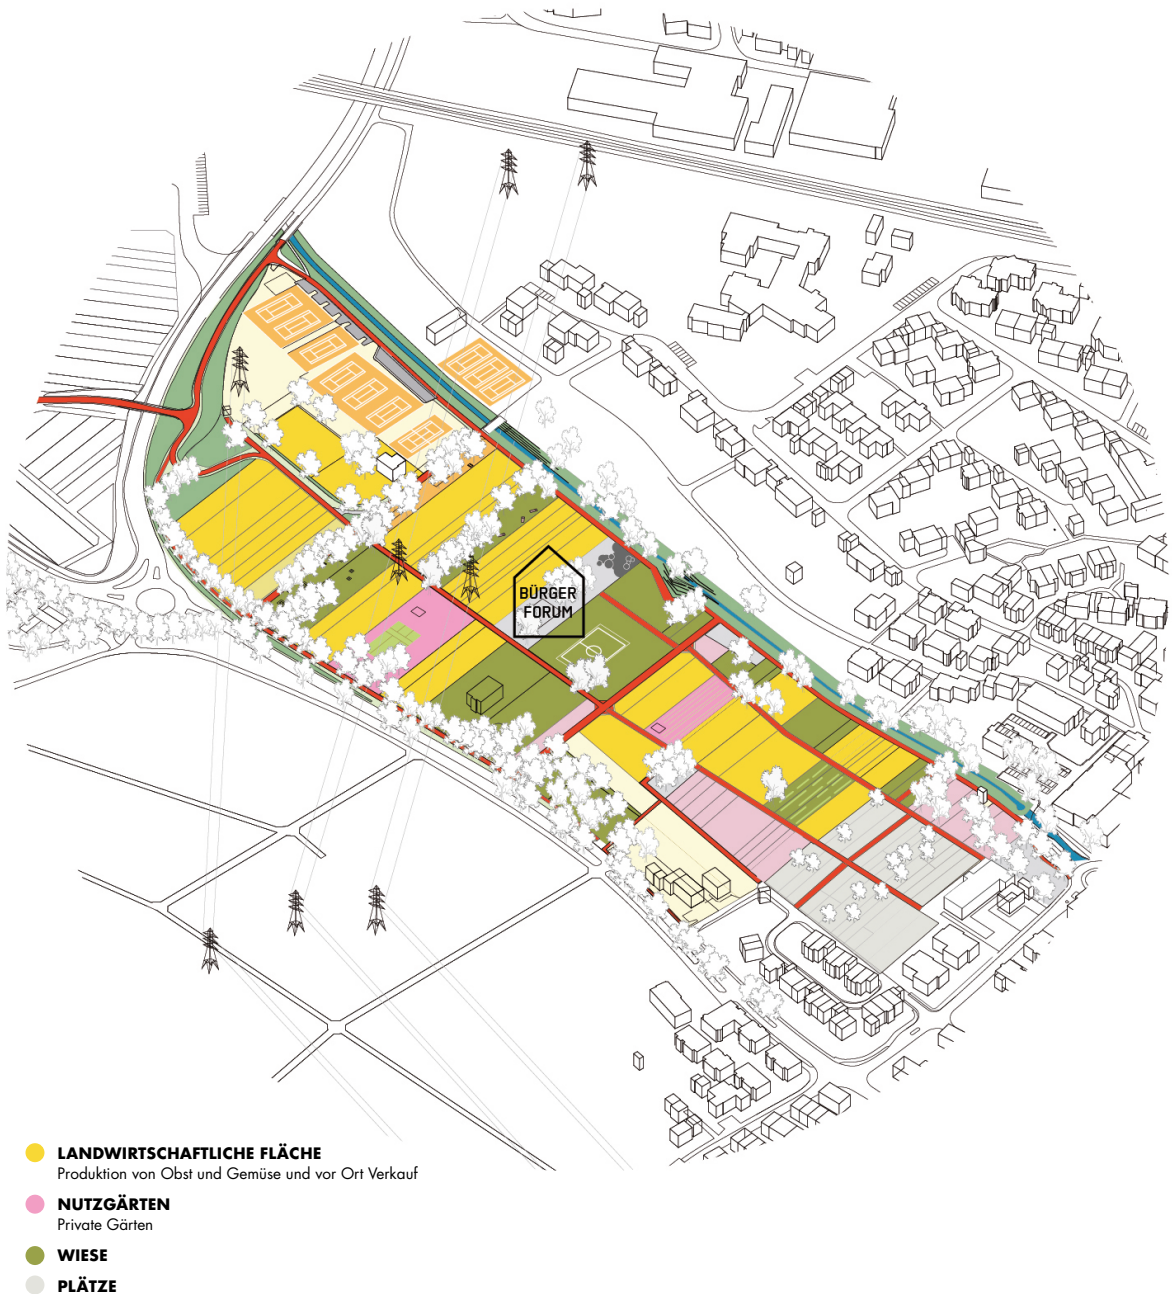 BÜRGER
FORUM
LANDWIRTSCHAFTLICHE FLÄCHE
Produktion von Obst und Gemüse und vor Ort Verkauf
NUTZGÄRTEN
Private Gärten
WIESE
PLÄTZE